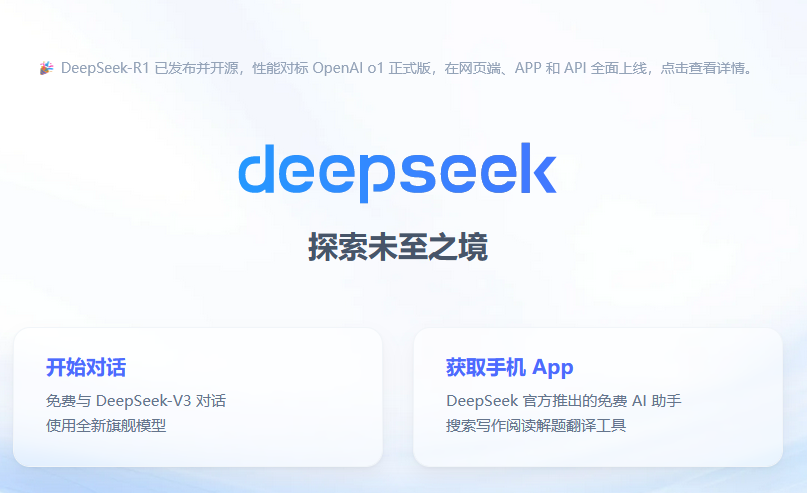 🎉 DeepSeek-R1 已发布并开源，性能对标 OpenAI o1 正式版，在网页端、APP 和 API 全面上线，点击查看详情。
deepseek
探索未至之境
开始对话
免费与 DeepSeek-V3 对话
使用全新旗舰模型
获取手机 App
DeepSeek 官方推出的免费 AI 助手
搜索写作阅读解题翻译工具